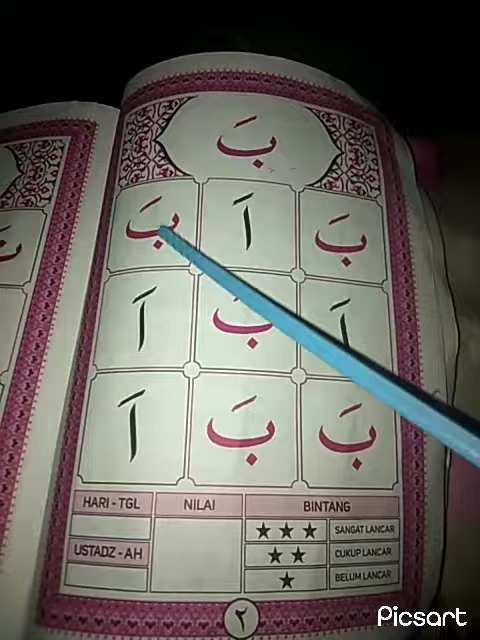 بَ
بَ اَ بَ
اَ بَ اَ
بَ بَ اَ
HARI - TGL NILAI BINTANG
★ ★ ★ SANGAT LANCAR
USTADZ - AH ★ ★ CUKUP LANCAR
★ BELUM LANCAR
٢
Picsart